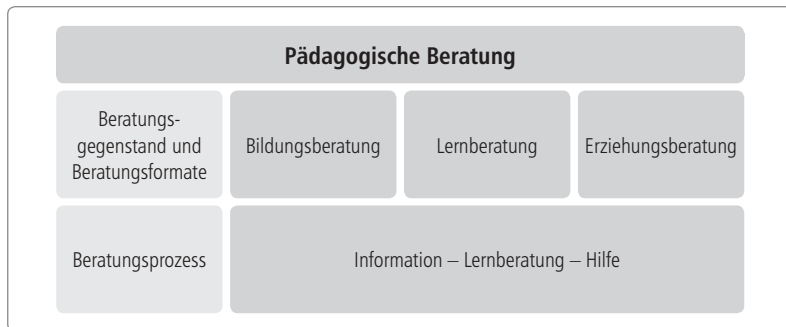 Pädagogische Beratung
Beratungs-
gegenstand und
Beratungsformate
Bildungsberatung
Lernberatung
Erziehungsberatung
Beratungsprozess
Information – Lernberatung – Hilfe